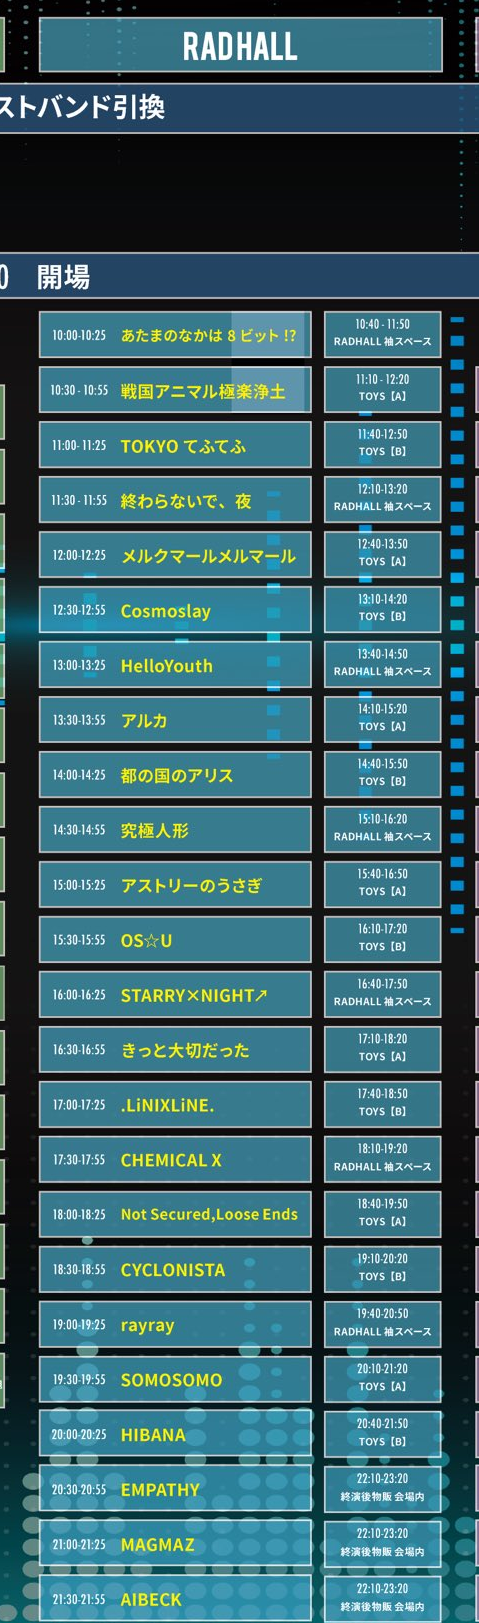 RADHALL
ストバンド引換
0 開場
10:00-10:25 あたまのなかは8ビット!?
10:40 - 11:50
RADHALL 袖スペース
10:30 - 10:55 戦国アニマル極楽浄土
11:10 - 12:20
TOYS【A】
11:00- 11:25 TOKYO てふてふ
11:40-12:50
TOYS【B】
11:30 - 11:55 終わらないで、夜
12:10-13:20
RADHALL 袖スペース
12:00-12:25 メルクマールメルマール
12:40-13:50
TOYS【A】
12:30-12:55 Cosmoslay
13:10-14:20
TOYS【B】
13:00-13:25 HelloYouth
13:40-14:50
RADHALL 袖スペース
13:30-13:55 アルカ
14:10-15:20
TOYS【A】
14:00-14:25 都の国のアリス
14:40-15:50
TOYS【B】
14:30-14:55 究極人形
15:10-16:20
RADHALL 袖スペース
15:00-15:25 アストリーのうさぎ
15:40-16:50
TOYS【A】
15:30-15:55 OS☆U
16:10-17:20
TOYS【B】
16:00-16:25 STARRY×NIGHT↗
16:40-17:50
RADHALL 袖スペース
16:30-16:55 きっと大切だった
17:10-18:20
TOYS【A】
17:00-17:25 .LiNIXLiNE.
17:40-18:50
TOYS【B】
17:30-17:55 CHEMICAL X
18:10-19:20
RADHALL 袖スペース
18:00-18:25 Not Secured,Loose Ends
18:40-19:50
TOYS【A】
18:30-18:55 CYCLONISTA
19:10-20:20
TOYS【B】
19:00-19:25 rayray
19:40-20:50
RADHALL 袖スペース
19:30-19:55 SOMOSOMO
20:10-21:20
TOYS【A】
20:00-20:25 HIBANA
20:40-21:50
TOYS【B】
20:30-20:55 EMPATHY
22:10-23:20
終演後物販 会場内
21:00-21:25 MAGMAZ
22:10-23:20
終演後物販 会場内
21:30-21:55 AIBECK
22:10-23:20
終演後物販 会場内